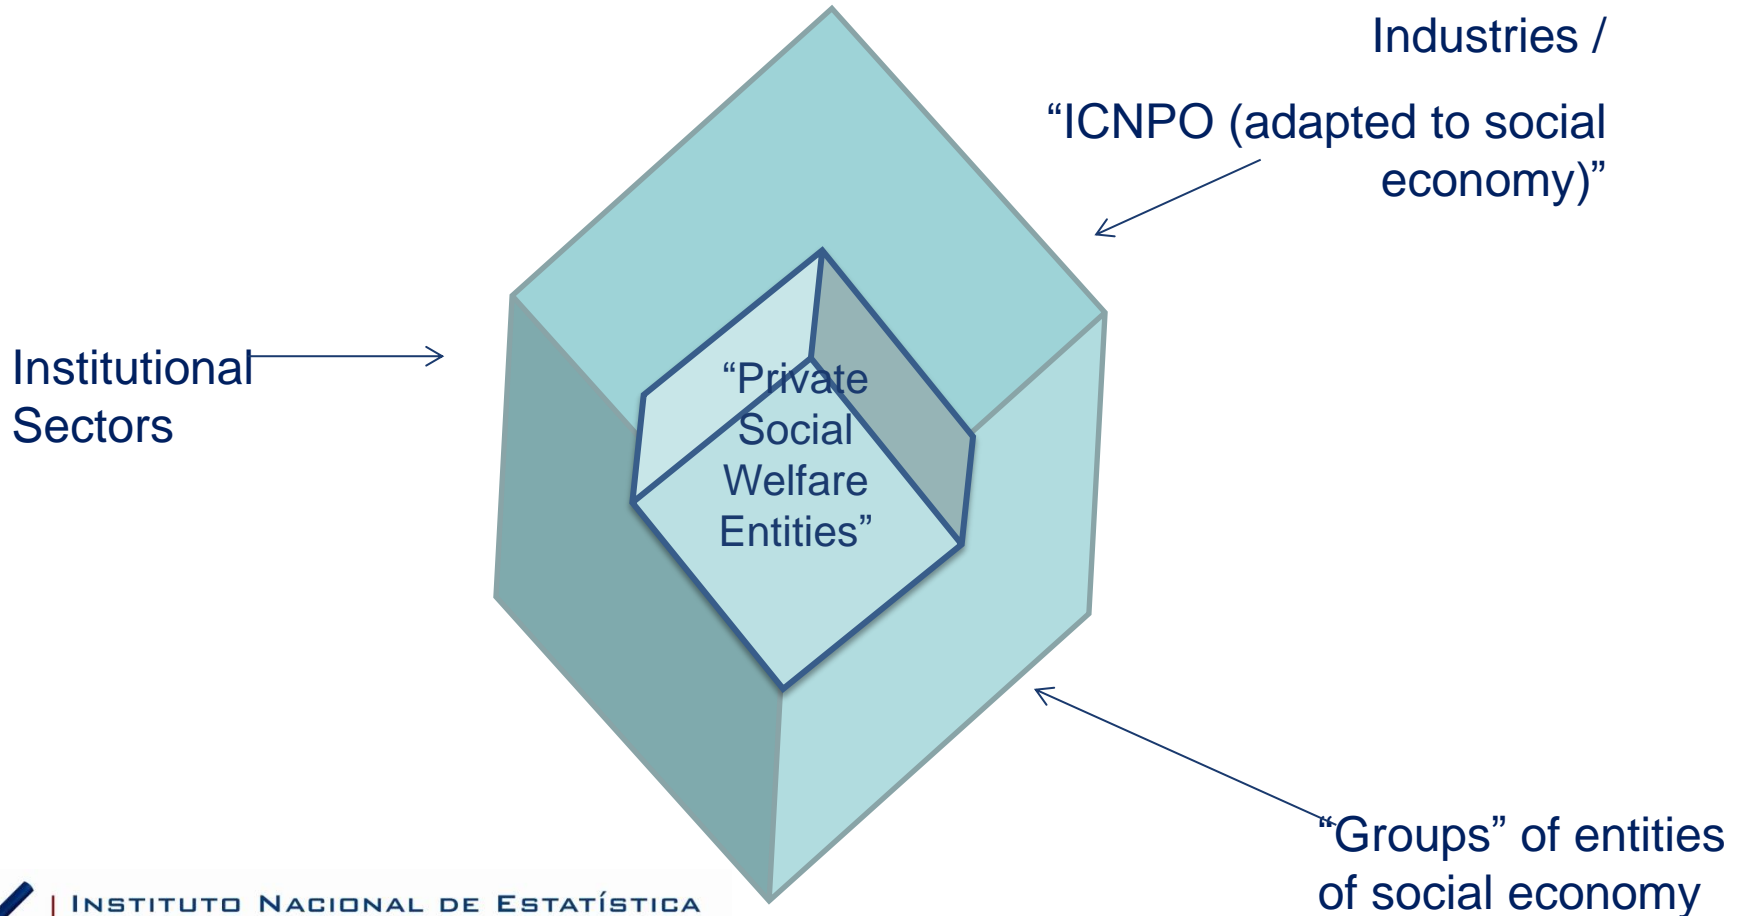 Industries /
“ICNPO (adapted to social
economy)”
Institutional
Sectors
“Private
Social
Welfare
Entities”
“Groups” of entities
of social economy
INSTITUTO NACIONAL DE ESTATÍSTICA